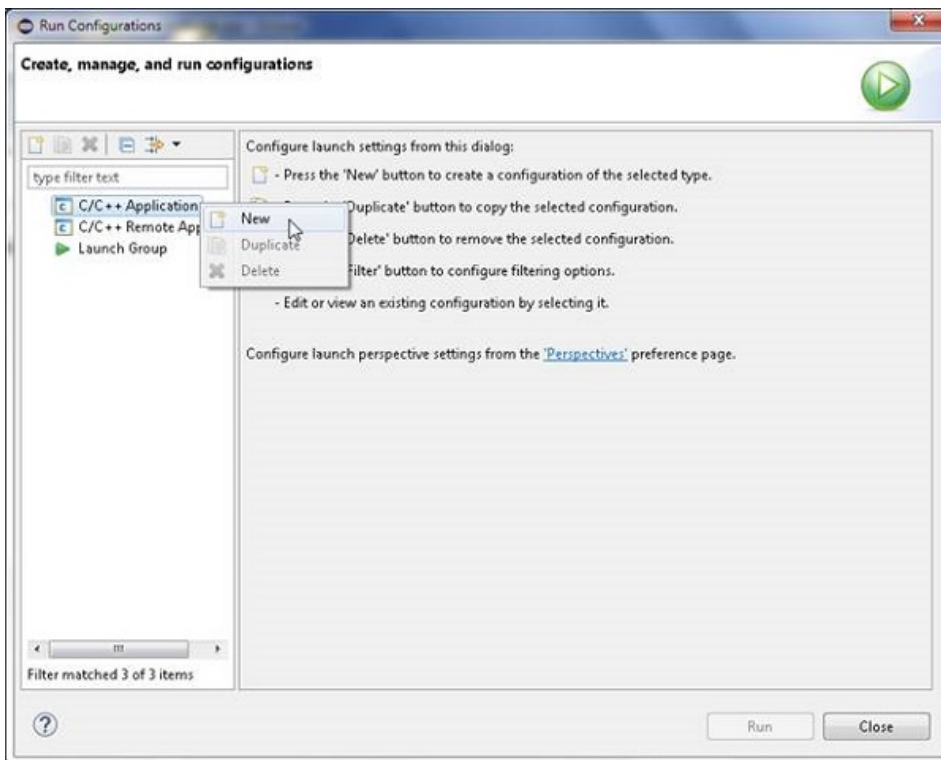 Run Configurations
Create, manage, and run configurations
type filter text
C/C++ Application
C/C++ Remote App
Launch Group
New
Duplicate
Delete
Configure launch settings from this dialog:
- Press the 'New' button to create a configuration of the selected type.
'Duplicate' button to copy the selected configuration.
Delete' button to remove the selected configuration.
Filter' button to configure filtering options.
- Edit or view an existing configuration by selecting it.
Configure launch perspective settings from the 'Perspectives' preference page.
Filter matched 3 of 3 items
Run
Close